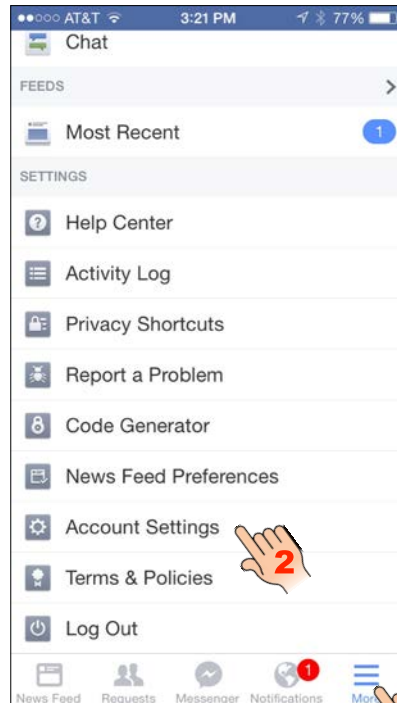 AT&T 3:21 PM 77%
Chat
FEEDS
Most Recent 1
SETTINGS
Help Center
Activity Log
Privacy Shortcuts
Report a Problem
Code Generator
News Feed Preferences
Account Settings
2
Terms & Policies
Log Out
1
News Feed Requests Messenger Notifications More